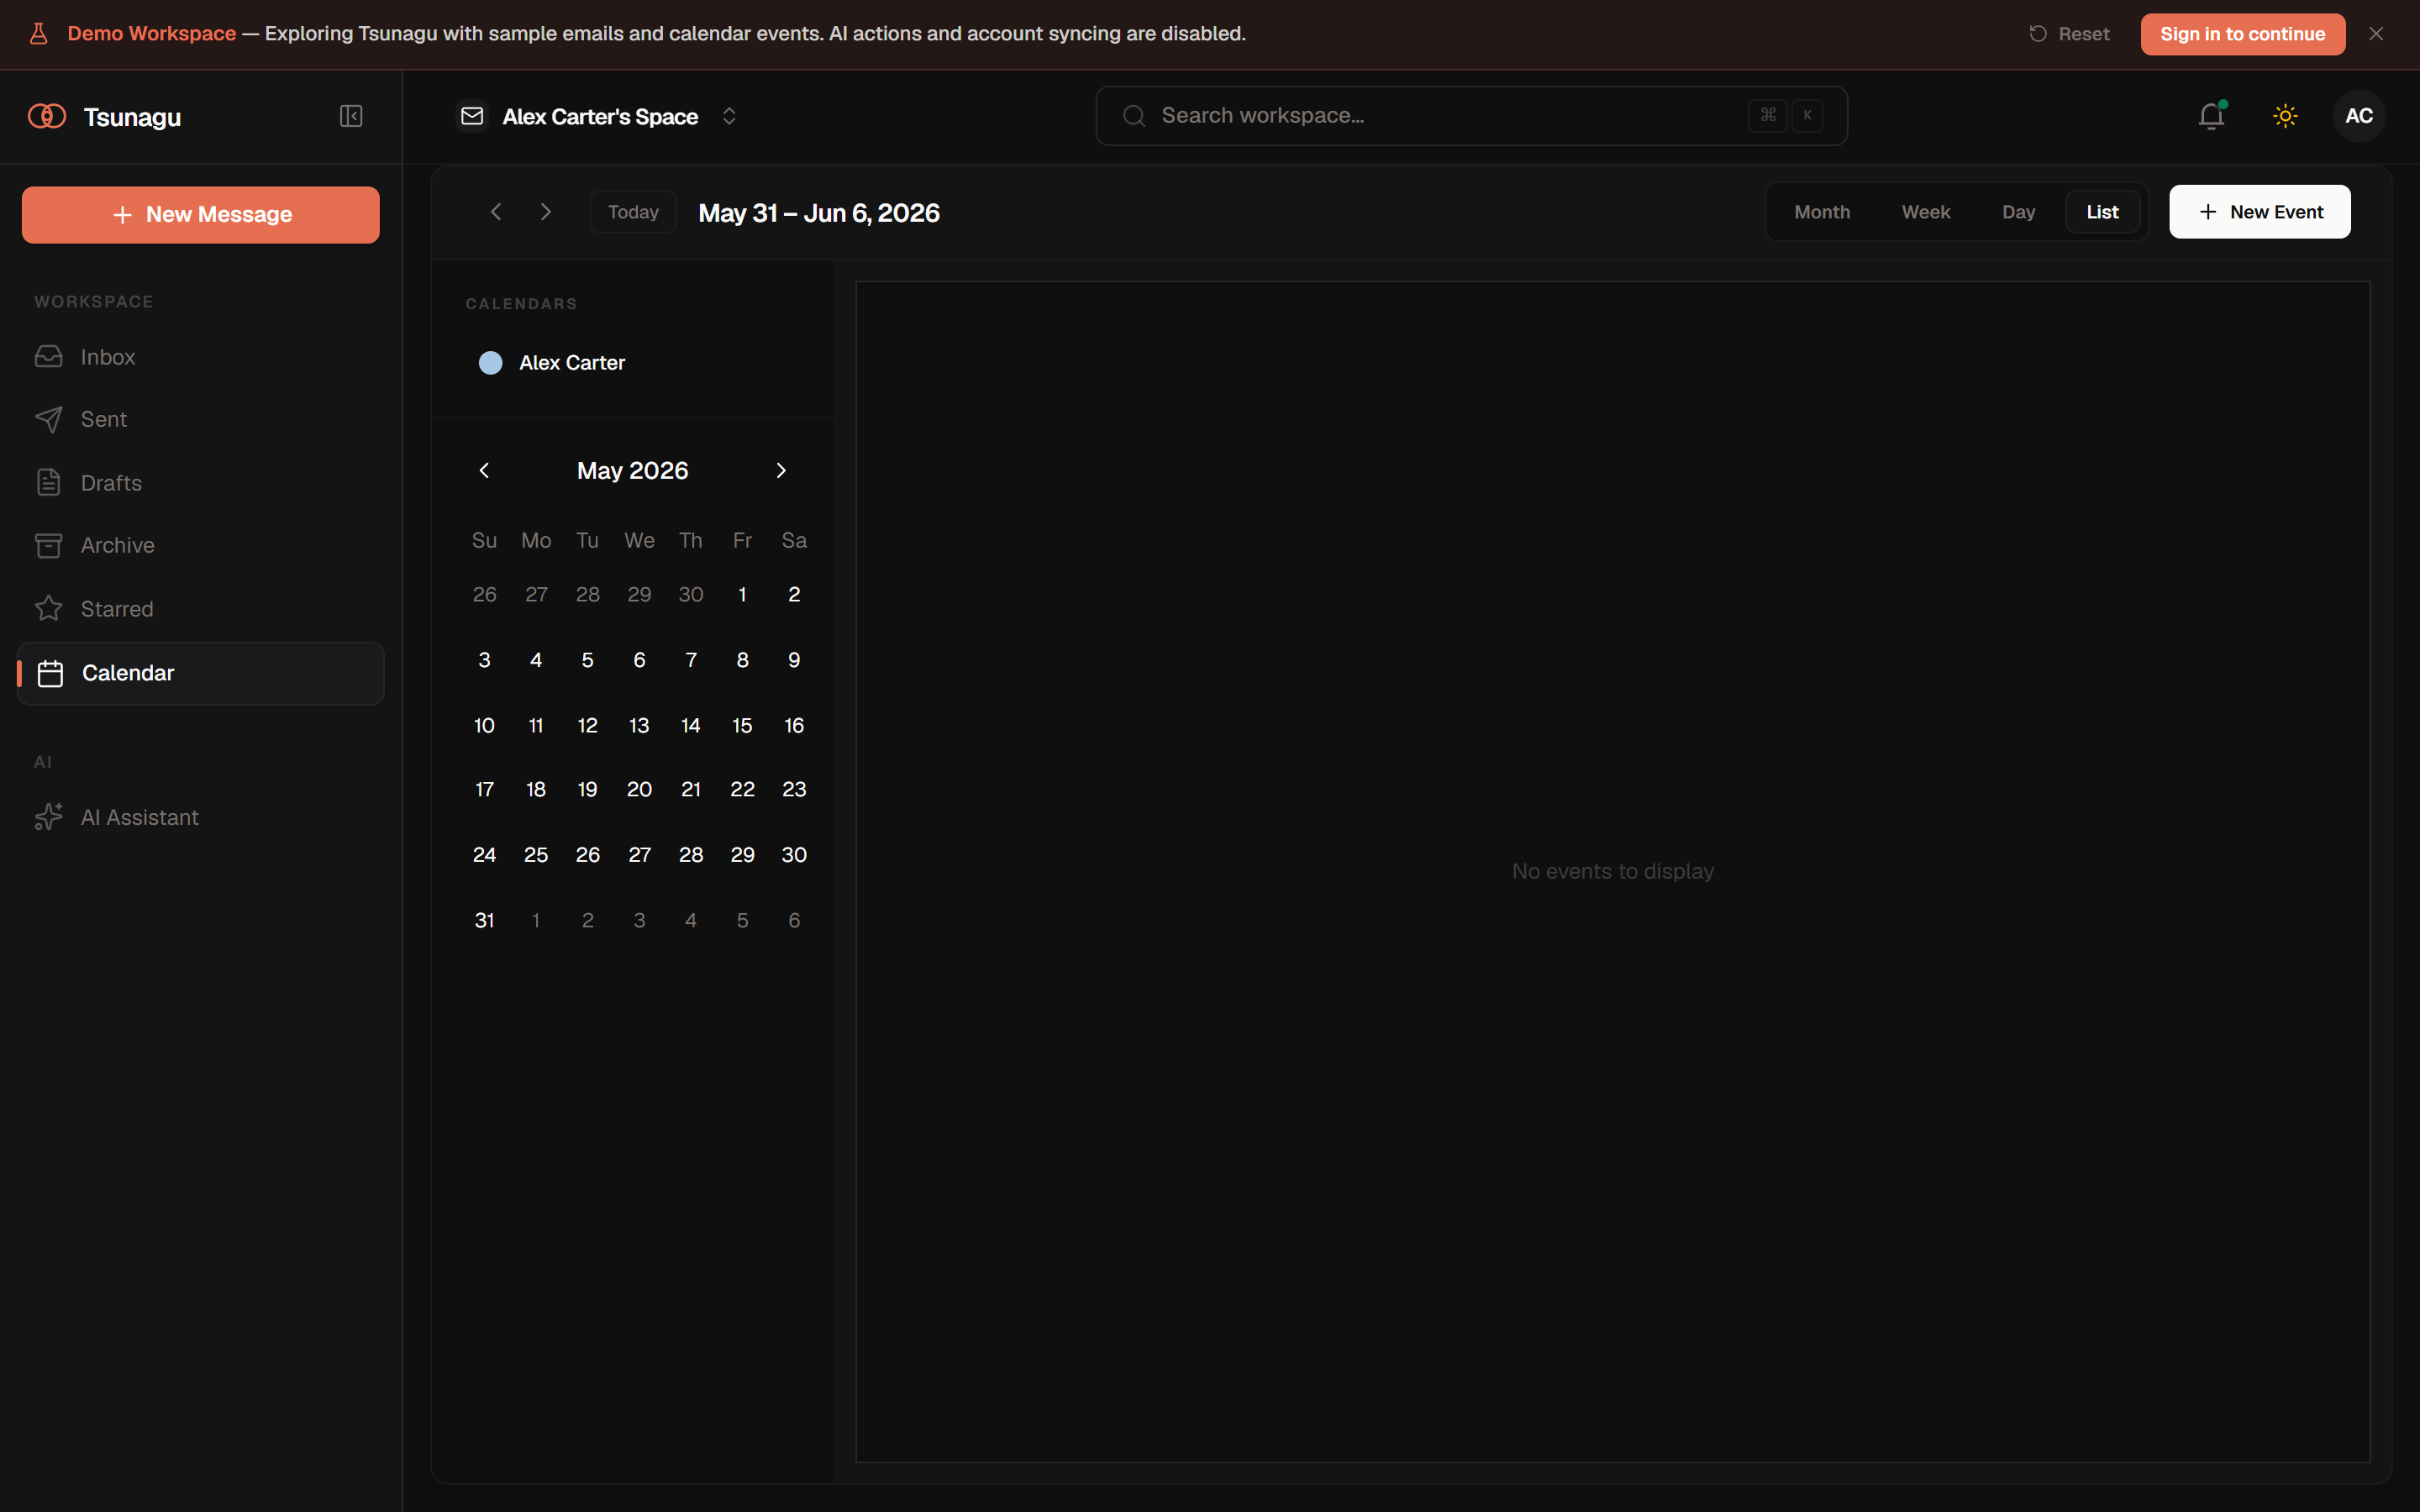 Demo Workspace — Exploring Tsunagu with sample emails and calendar events. AI actions and account syncing are disabled.
Reset
Sign in to continue
Tsunagu
Alex Carter's Space
Search workspace...
⌘ K
AC
New Message
WORKSPACE
Inbox
Sent
Drafts
Archive
Starred
Calendar
AI
AI Assistant
Today
May 31 – Jun 6, 2026
Month Week Day List
New Event
CALENDARS
Alex Carter
May 2026
Su Mo Tu We Th Fr Sa
26 27 28 29 30 1 2
3 4 5 6 7 8 9
10 11 12 13 14 15 16
17 18 19 20 21 22 23
24 25 26 27 28 29 30
31 1 2 3 4 5 6
No events to display